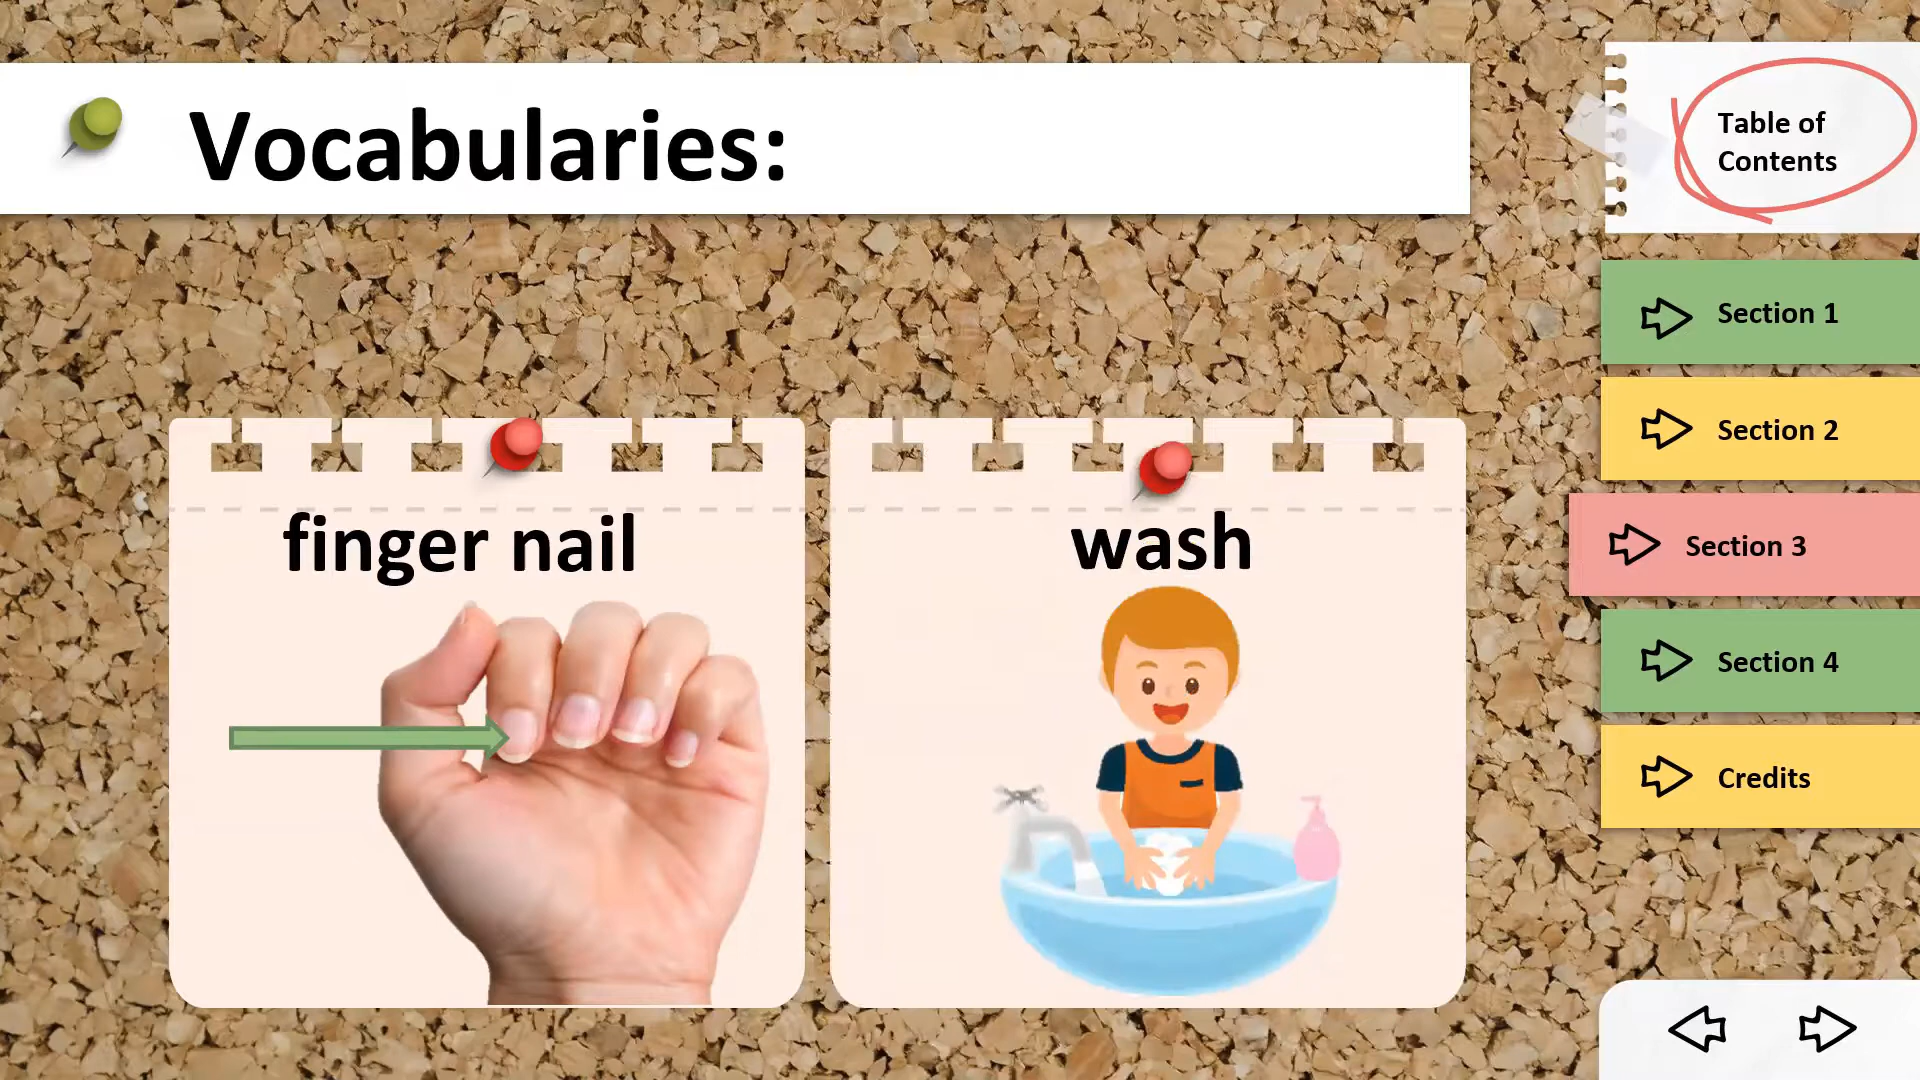 Vocabularies:
finger nail
wash
Table of
Contents
Section 1
Section 2
Section 3
Section 4
Credits